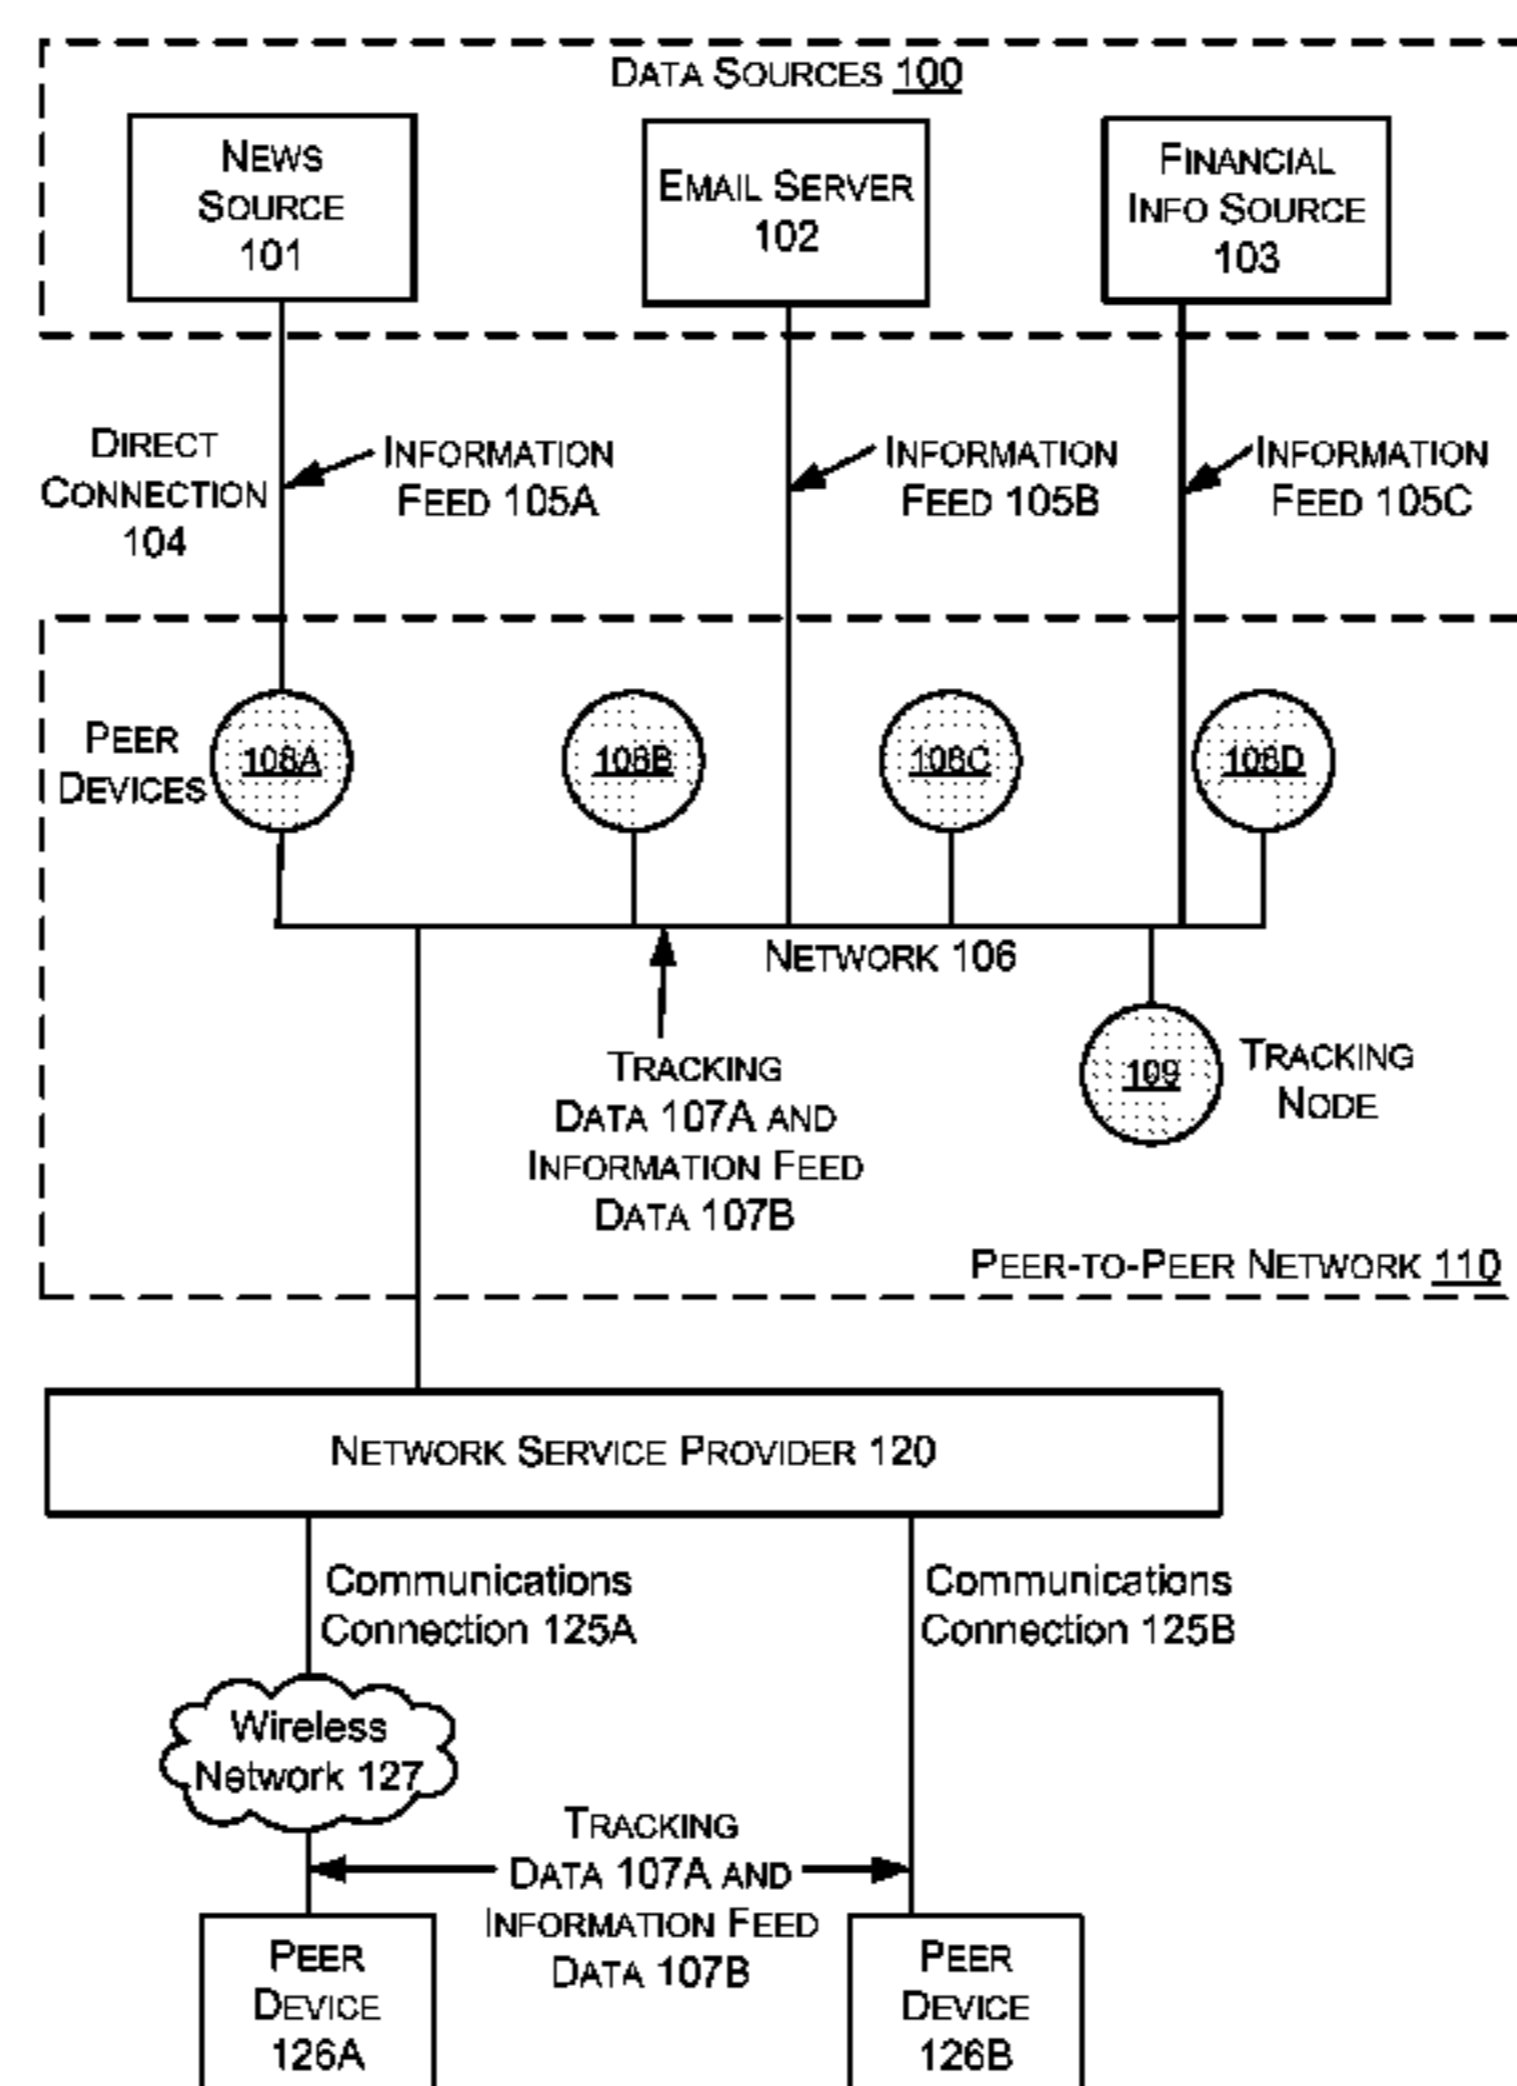 DATA SOURCES 100
NEWS
SOURCE
101
EMAIL SERVER
102
FINANCIAL
INFO SOURCE
103
DIRECT
CONNECTION
104
INFORMATION
FEED 105A
INFORMATION
FEED 105B
INFORMATION
FEED 105C
PEER
DEVICES
108A
108B
108C
108D
NETWORK 106
TRACKING
DATA 107A AND
INFORMATION FEED
DATA 107B
109
TRACKING
NODE
PEER-TO-PEER NETWORK 110
NETWORK SERVICE PROVIDER 120
Communications
Connection 125A
Communications
Connection 125B
Wireless
Network 127
TRACKING
DATA 107A AND
INFORMATION FEED
DATA 107B
PEER
DEVICE
126A
PEER
DEVICE
126B